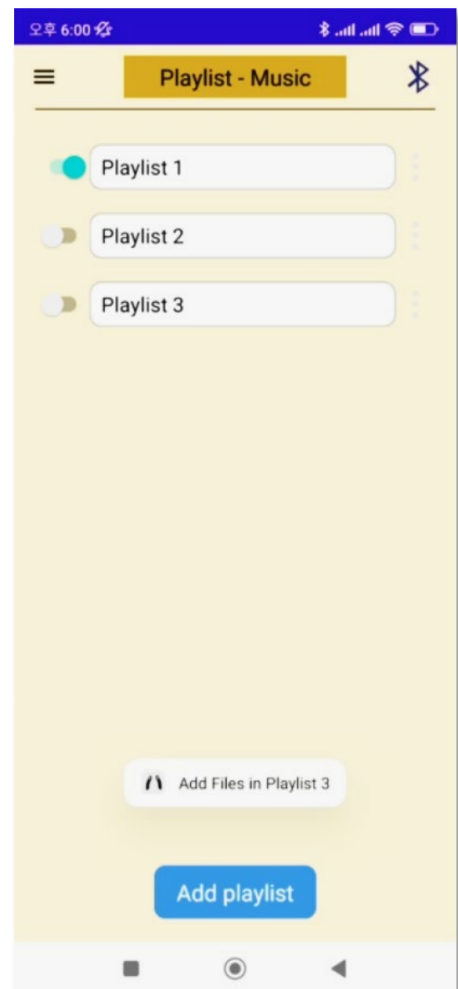 오후 6:00
Playlist - Music
Playlist 1
Playlist 2
Playlist 3
Add Files in Playlist 3
Add playlist